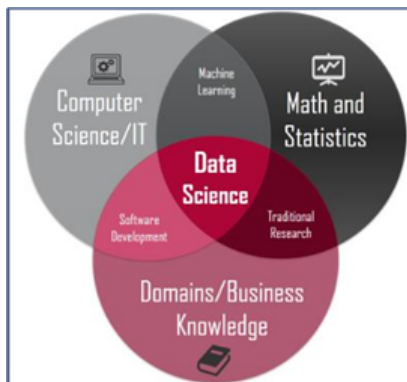 Machine
Learning
Computer
Science/IT
Math and
Statistics
Data
Science
Software
Development
Traditional
Research
Domains/Business
Knowledge